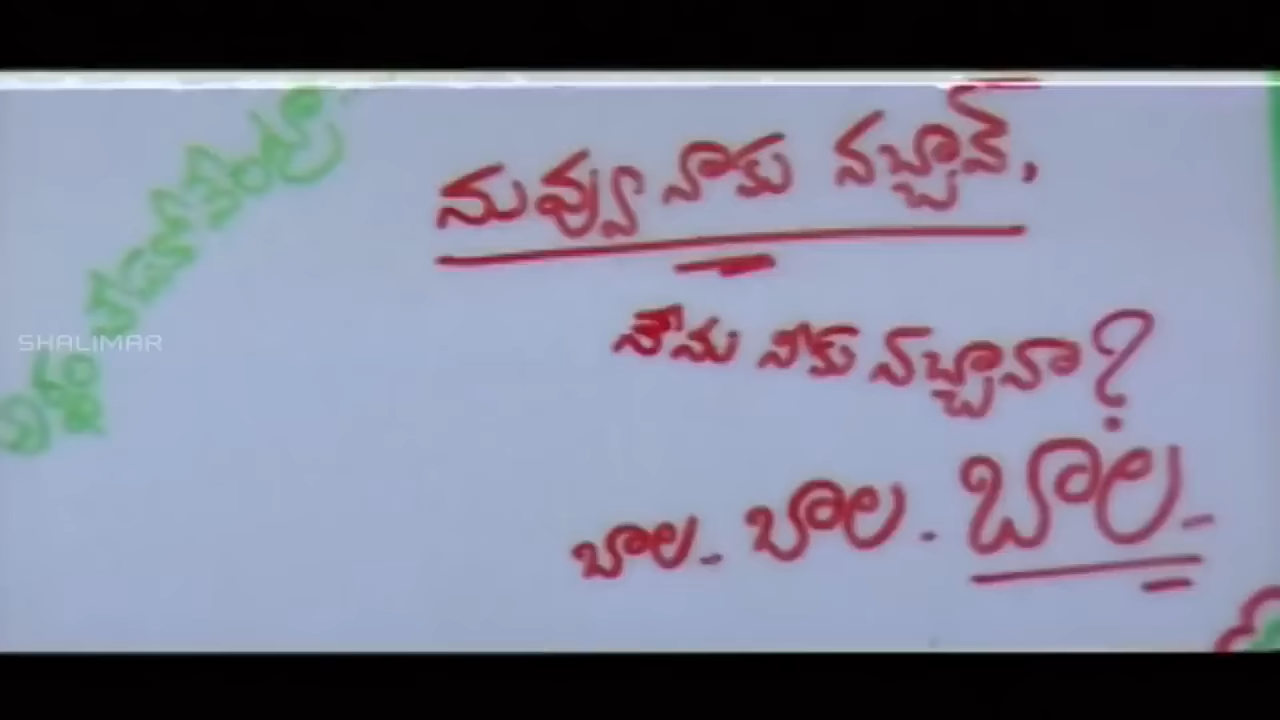 నువ్వు నాకు నచ్చావ్,
నేను నీకు నచ్చానా?
బాల - బాల - బాల -
SHALIMAR